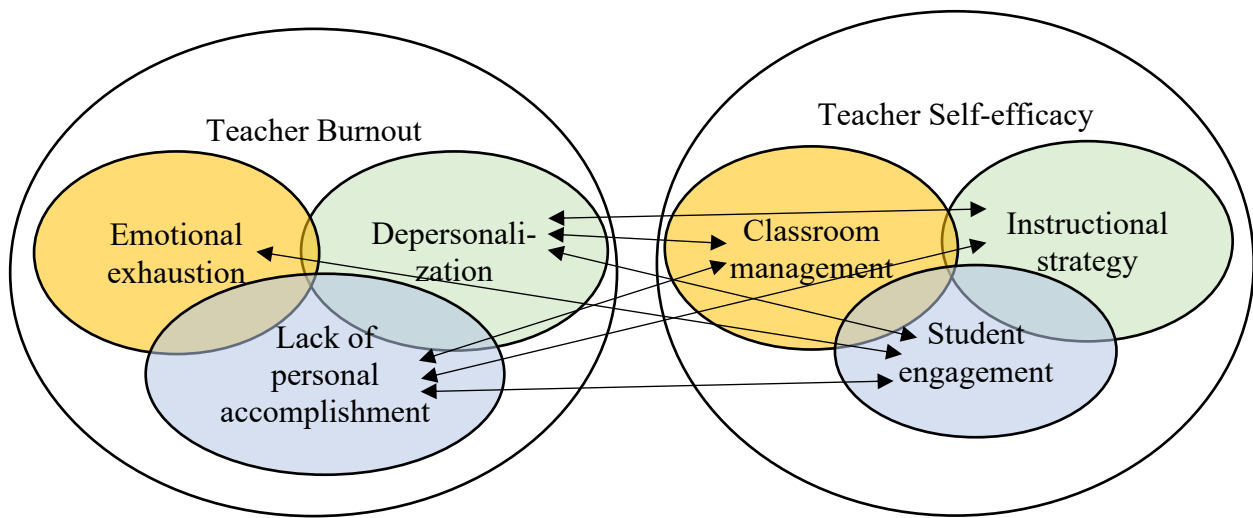 Teacher Burnout
Emotional
exhaustion
Depersonali-
zation
Lack of
personal
accomplishment
Teacher Self-efficacy
Classroom
management
Instructional
strategy
Student
engagement